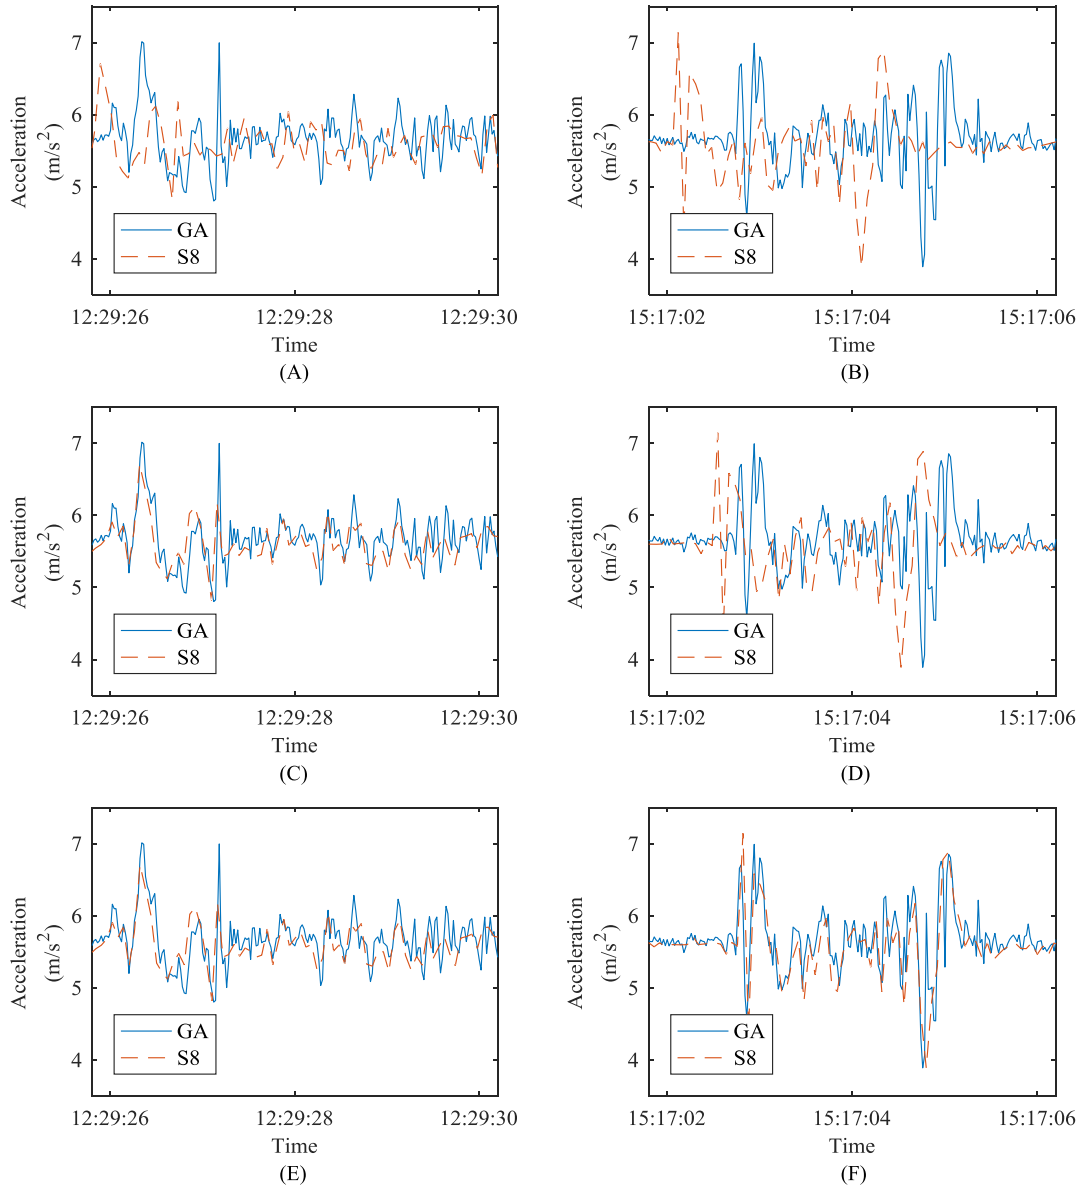 7
6
5
4
Acceleration
(m/s2)
GA
S8
12:29:26 12:29:28 12:29:30
Time
(A)
7
6
5
4
Acceleration
(m/s2)
GA
S8
15:17:02 15:17:04 15:17:06
Time
(B)
7
6
5
4
Acceleration
(m/s2)
GA
S8
12:29:26 12:29:28 12:29:30
Time
(C)
7
6
5
4
Acceleration
(m/s2)
GA
S8
15:17:02 15:17:04 15:17:06
Time
(D)
7
6
5
4
Acceleration
(m/s2)
GA
S8
12:29:26 12:29:28 12:29:30
Time
(E)
7
6
5
4
Acceleration
(m/s2)
GA
S8
15:17:02 15:17:04 15:17:06
Time
(F)